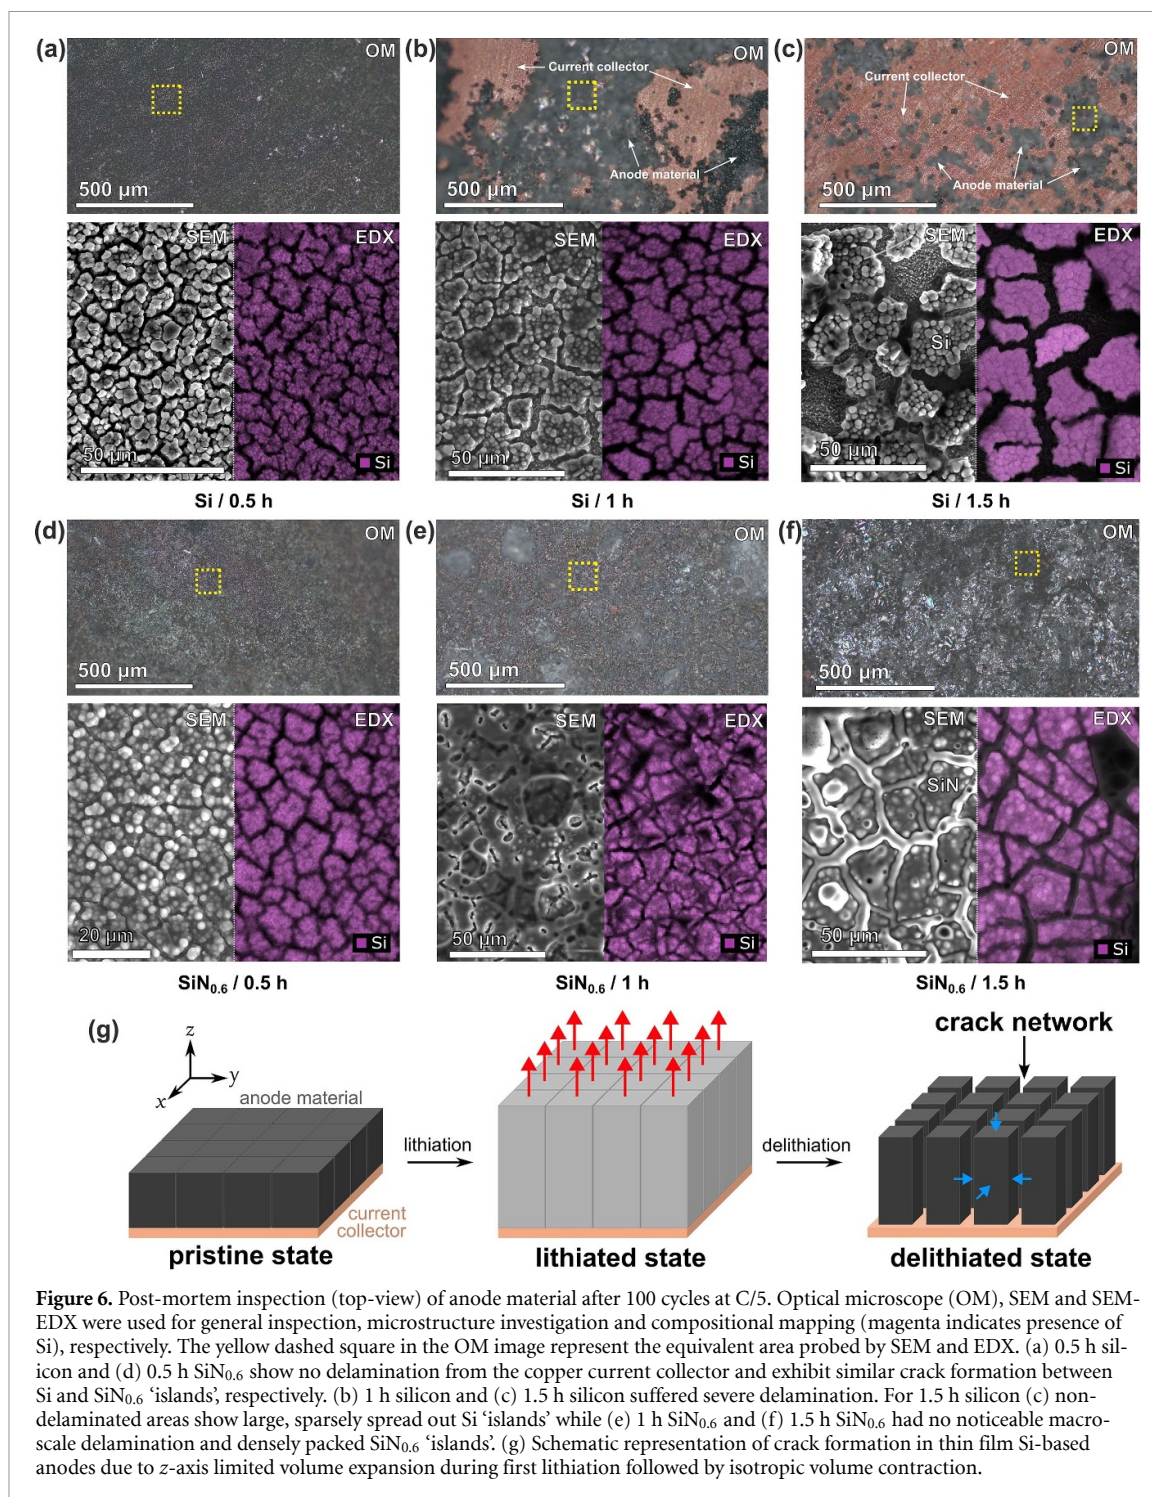 (a)
OM
500 μm
SEM
EDX
50 μm
Si
Si / 0.5 h
(b)
OM
Current collector
Anode material
500 μm
SEM
EDX
50 μm
Si
Si / 1 h
(c)
OM
Current collector
Anode material
500 μm
SEM
EDX
Si
50 μm
Si
Si / 1.5 h
(d)
OM
500 μm
SEM
EDX
20 μm
Si
SiN₀.₆ / 0.5 h
(e)
OM
500 μm
SEM
EDX
50 μm
Si
SiN₀.₆ / 1 h
(f)
OM
500 μm
SEM
EDX
SiN
50 μm
Si
SiN₀.₆ / 1.5 h
(g)
z
y
x
anode material
current
collector
pristine state
lithiation
lithiated state
delithiation
crack network
delithiated state
Figure 6. Post-mortem inspection (top-view) of anode material after 100 cycles at C/5. Optical microscope (OM), SEM and SEM-
EDX were used for general inspection, microstructure investigation and compositional mapping (magenta indicates presence of
Si), respectively. The yellow dashed square in the OM image represent the equivalent area probed by SEM and EDX. (a) 0.5 h sil-
icon and (d) 0.5 h SiN₀.₆ show no delamination from the copper current collector and exhibit similar crack formation between
Si and SiN₀.₆ ‘islands’, respectively. (b) 1 h silicon and (c) 1.5 h silicon suffered severe delamination. For 1.5 h silicon (c) non-
delaminated areas show large, sparsely spread out Si ‘islands’ while (e) 1 h SiN₀.₆ and (f) 1.5 h SiN₀.₆ had no noticeable macro-
scale delamination and densely packed SiN₀.₆ ‘islands’. (g) Schematic representation of crack formation in thin film Si-based
anodes due to z-axis limited volume expansion during first lithiation followed by isotropic volume contraction.